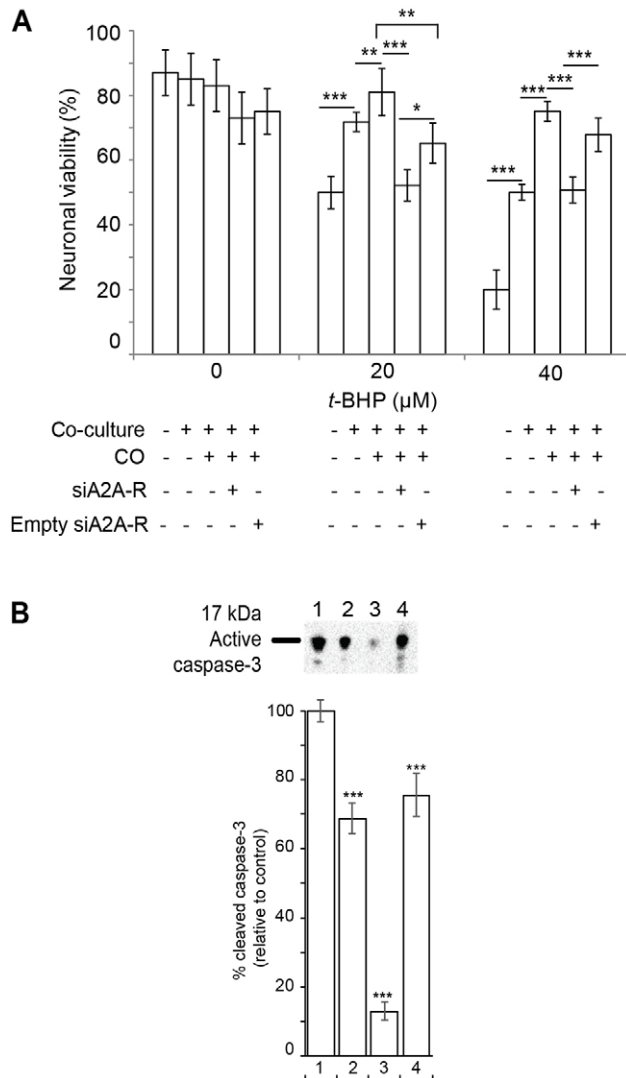 A
Neuronal viability (%)
100
80
60
40
20
0
*** ** *** ** *
*** *** *** ***
0 20 40
t-BHP (µM)
Co-culture - + + + + - + + + + - + + + +
CO - - + + + - - + + + - - + + +
siA2A-R - - - + - - - - + - - - - + -
Empty siA2A-R - - - - + - - - - + - - - - +
B
17 kDa 1 2 3 4
Active
caspase-3
% cleaved caspase-3
(relative to control)
100
80
60
40
20
0
*** *** ***
1 2 3 4